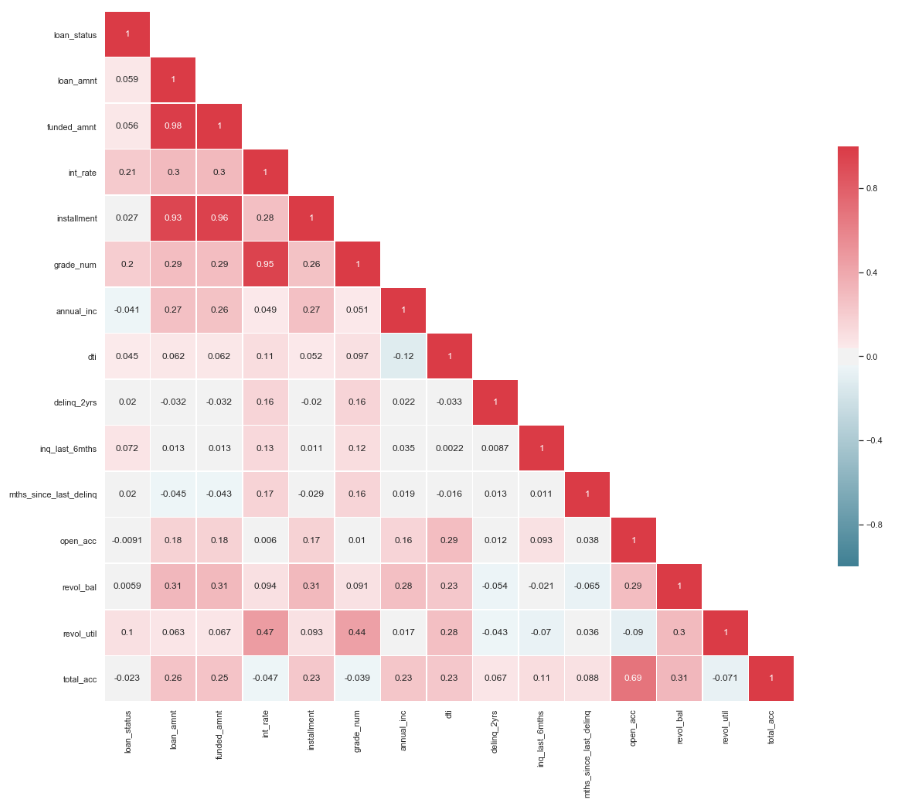 loan_status 1
loan_amnt 0.059 1
funded_amnt 0.056 0.98 1
int_rate 0.21 0.3 0.3 1
installment 0.027 0.93 0.96 0.28 1
grade_num 0.2 0.29 0.29 0.95 0.26 1
annual_inc -0.041 0.27 0.26 0.049 0.27 0.051 1
dti 0.045 0.062 0.062 0.11 0.052 0.097 -0.12 1
delinq_2yrs 0.02 -0.032 -0.032 0.16 -0.02 0.16 0.022 -0.033 1
inq_last_6mths 0.072 0.013 0.013 0.13 0.011 0.12 0.035 0.0022 0.0087 1
mths_since_last_delinq 0.02 -0.045 -0.043 0.17 -0.029 0.16 0.019 -0.016 0.013 0.011 1
open_acc -0.0091 0.18 0.18 0.006 0.17 0.01 0.16 0.29 0.012 0.093 0.038 1
revol_bal 0.0059 0.31 0.31 0.094 0.31 0.091 0.28 0.23 -0.054 -0.021 -0.065 0.29 1
revol_util 0.1 0.063 0.067 0.47 0.093 0.44 0.017 0.28 -0.043 -0.07 0.036 -0.09 0.3 1
total_acc -0.023 0.26 0.25 -0.047 0.23 -0.039 0.23 0.23 0.067 0.11 0.088 0.69 0.31 -0.071 1
loan_status loan_amnt funded_amnt int_rate installment grade_num annual_inc dti delinq_2yrs inq_last_6mths mths_since_last_delinq open_acc revol_bal revol_util total_acc
0.8
0.4
0.0
-0.4
-0.8